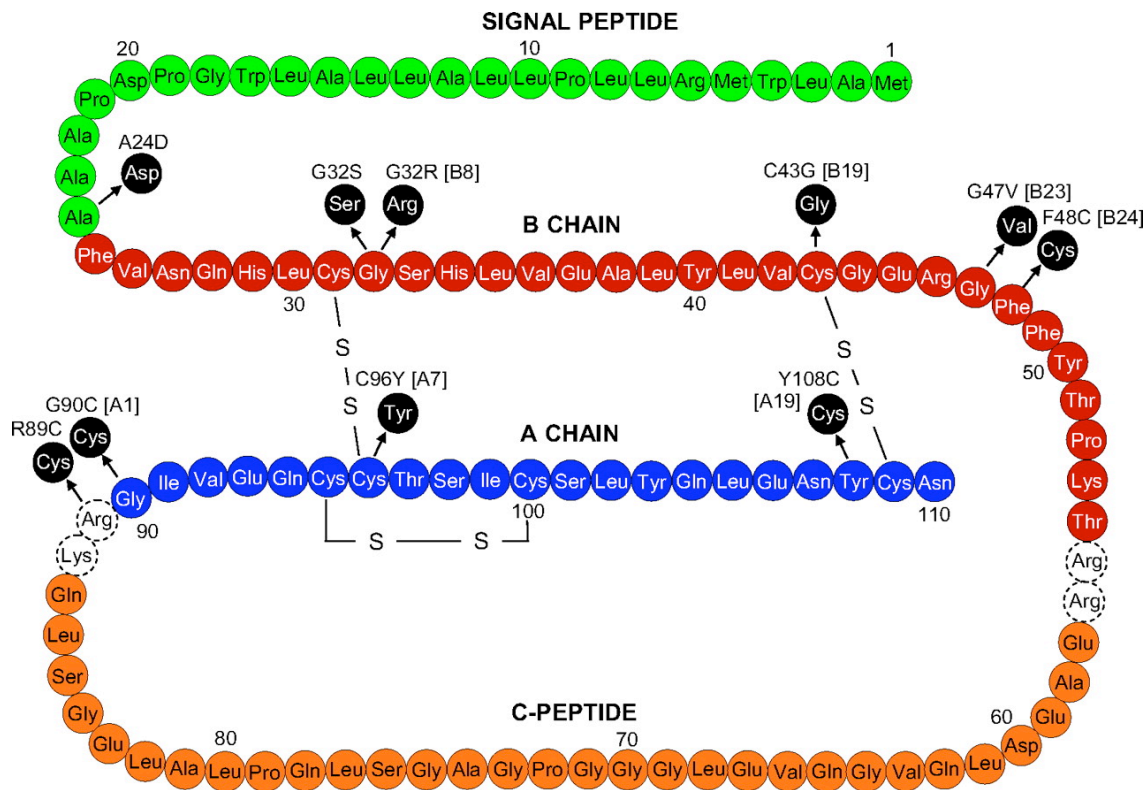 SIGNAL PEPTIDE
20 10 1
Asp Pro Gly Trp Leu Ala Leu Leu Ala Leu Leu Pro Leu Leu Arg Met Trp Leu Ala Met
Pro
Ala
Ala
Ala
A24D
Asp
G32S
Ser
G32R [B8]
Arg
C43G [B19]
Gly
G47V [B23]
Val
F48C [B24]
Cys
B CHAIN
Phe Val Asn Gln His Leu Cys Gly Ser His Leu Val Glu Ala Leu Tyr Leu Val Cys Gly Glu Arg Gly Phe Phe Tyr
30 40 50
Thr
Pro
Lys
Thr
Arg
Arg
S S
S S
C96Y [A7]
Tyr
Y108C
[A19]
Cys
G90C [A1]
Cys
R89C
Cys
A CHAIN
Gly Ile Val Glu Gln Cys Cys Thr Ser Ile Cys Ser Leu Tyr Gln Leu Glu Asn Tyr Cys Asn
90 100 110
S S
Arg
Lys
Gln
Leu
Ser
Gly
Glu
C-PEPTIDE
80 70 60
Leu Ala Leu Pro Gln Leu Ser Gly Ala Gly Pro Gly Gly Gly Leu Glu Val Gln Gly Val Gln Leu Asp Glu
Ala
Glu